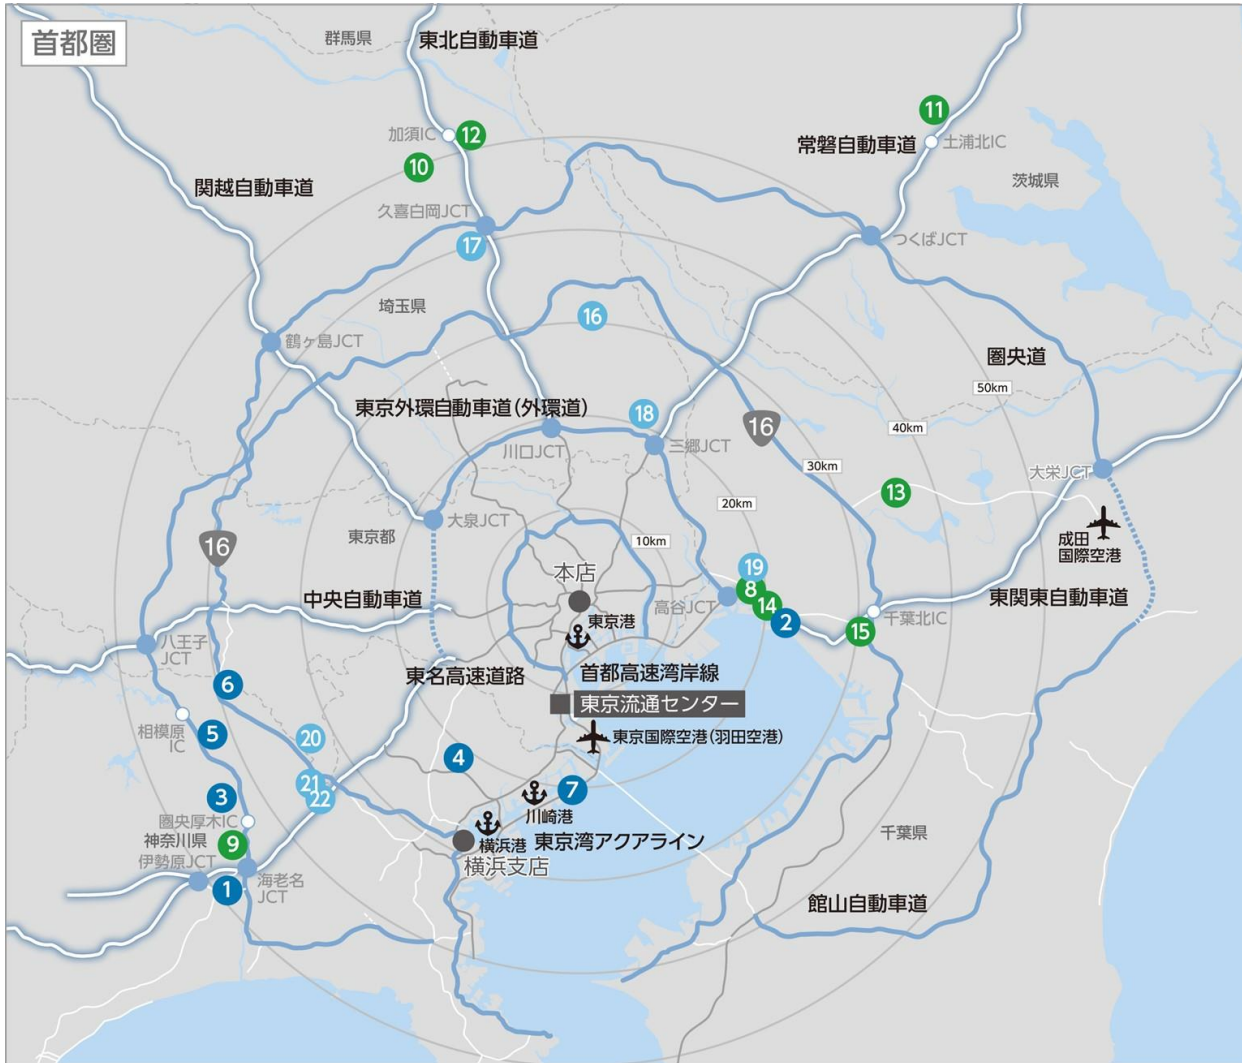 首都圏
群馬県
東北自動車道
11
加須IC
12
常磐自動車道
土浦北IC
10
関越自動車道
茨城県
久喜白岡JCT
17
つくばJCT
埼玉県
16
鶴ヶ島JCT
圏央道
50km
東京外環自動車道(外環道)
18
16
40km
川口JCT
三郷JCT
30km
大栄JCT
13
20km
大泉JCT
東京都
16
10km
成田
国際空港
本店
19
8
中央自動車道
高谷JCT
14
東関東自動車道
東京港
2
千葉北IC
15
八王子
JCT
東名高速道路
首都高速湾岸線
6
東京流通センター
相模原
IC
5
20
東京国際空港(羽田空港)
4
21
22
3
7
川崎港
圏央厚木IC
神奈川県
9
横浜港
東京湾アクアライン
千葉県
伊勢原JCT
横浜支店
1
海老名
JCT
館山自動車道